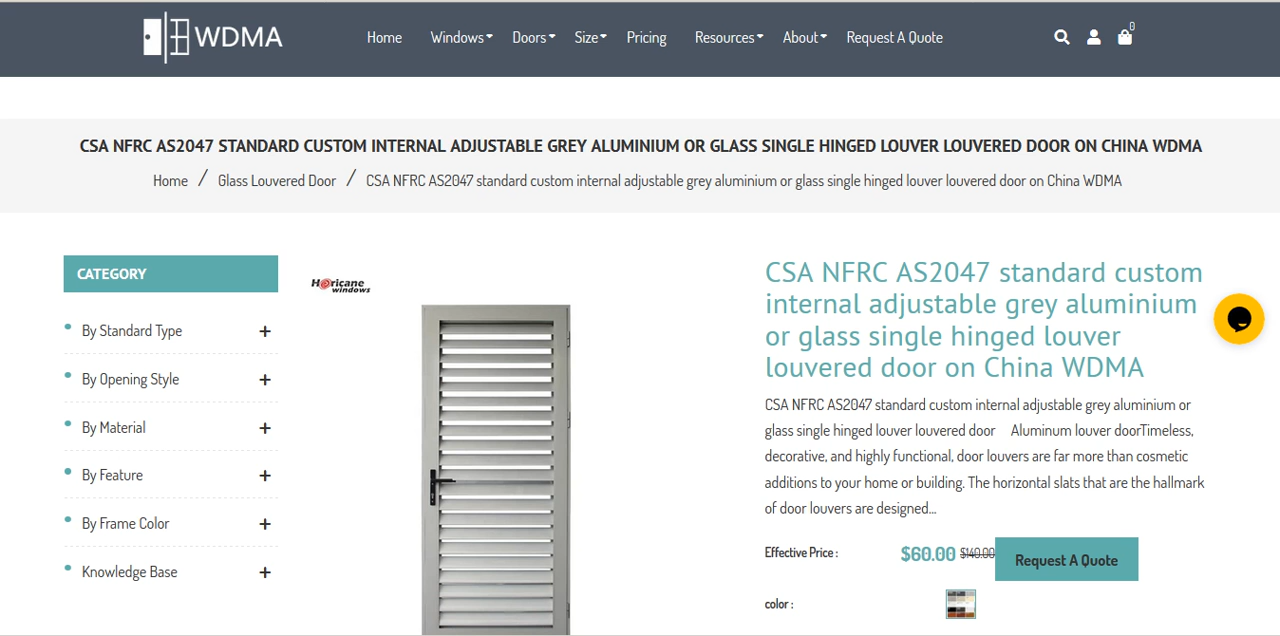 WDMA
Home Windows Doors Size Pricing Resources About Request A Quote
0
CSA NFRC AS2047 STANDARD CUSTOM INTERNAL ADJUSTABLE GREY ALUMINIUM OR GLASS SINGLE HINGED LOUVER LOUVERED DOOR ON CHINA WDMA
Home / Glass Louvered Door / CSA NFRC AS2047 standard custom internal adjustable grey aluminium or glass single hinged louver louvered door on China WDMA
CATEGORY
By Standard Type +
By Opening Style +
By Material +
By Feature +
By Frame Color +
Knowledge Base +
Horicane
windows
CSA NFRC AS2047 standard custom
internal adjustable grey aluminium
or glass single hinged louver
louvered door on China WDMA
CSA NFRC AS2047 standard custom internal adjustable grey aluminium or
glass single hinged louver louvered door Aluminum louver doorTimeless,
decorative, and highly functional, door louvers are far more than cosmetic
additions to your home or building. The horizontal slats that are the hallmark
of door louvers are designed...
Effective Price : $60.00 $140.00 Request A Quote
color :